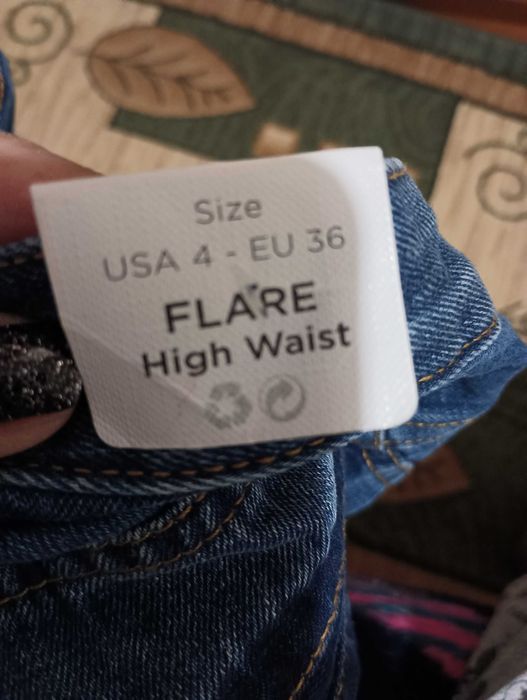 Size
USA 4 - EU 36
FLARE
High Waist